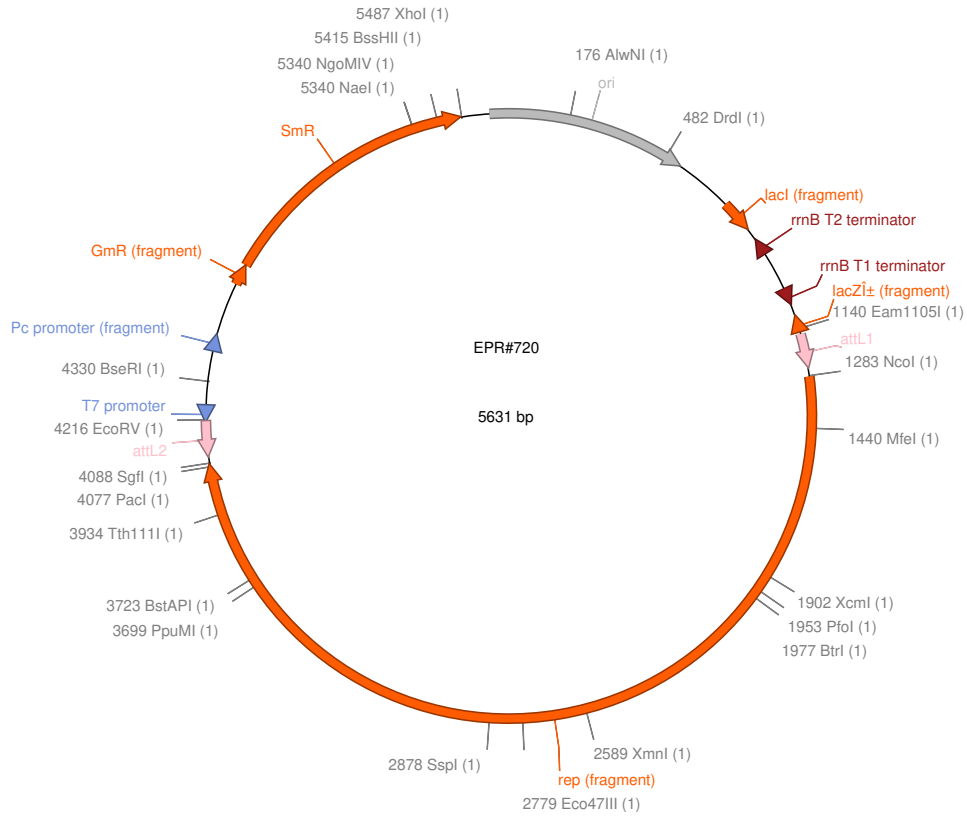 5487 XhoI (1)
5415 BssHII (1)
5340 NgoMIV (1)
5340 NaeI (1)
176 AlwNI (1)
ori
482 DrdI (1)
SmR
lacI (fragment)
rrnB T2 terminator
GmR (fragment)
rrnB T1 terminator
lacZÎ± (fragment)
1140 Eam1105I (1)
Pc promoter (fragment)
attL1
EPR#720
4330 BseRI (1)
1283 NcoI (1)
T7 promoter
5631 bp
4216 EcoRV (1)
1440 MfeI (1)
attL2
4088 SgfI (1)
4077 PacI (1)
3934 Tth111I (1)
3723 BstAPI (1)
1902 XcmI (1)
3699 PpuMI (1)
1953 PfoI (1)
1977 BtrI (1)
2589 XmnI (1)
2878 SspI (1)
rep (fragment)
2779 Eco47III (1)